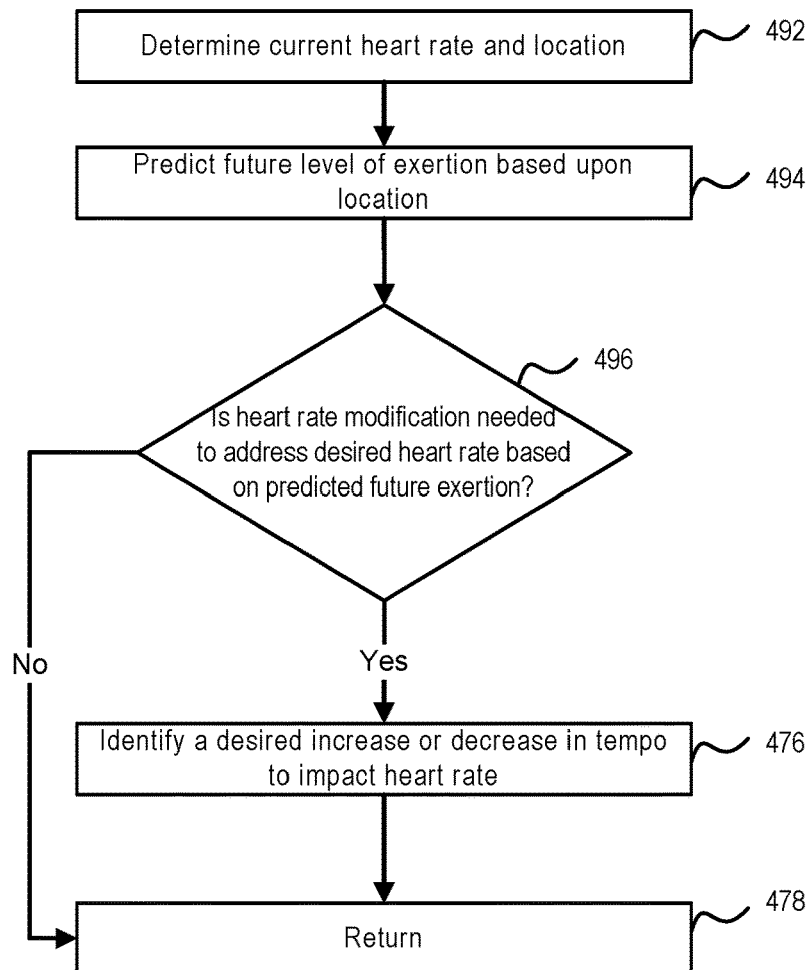 Determine current heart rate and location
492
Predict future level of exertion based upon
location
494
496
Is heart rate modification needed
to address desired heart rate based
on predicted future exertion?
No
Yes
Identify a desired increase or decrease in tempo
to impact heart rate
476
Return
478